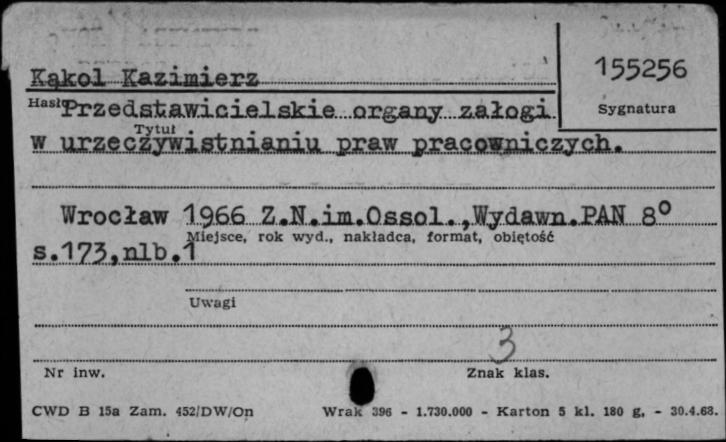 155256
Kąkol Kazimierz
Sygnatura
Hasło Przedstawicielskie organy załogi
Tytuł
w urzeczywistnianiu praw pracowniczych.
Wrocław 1966 Z.N.im.Ossol.,Wydawn.PAN 8°
Miejsce, rok wyd., nakładca, format, objętość
s.173,nlb.1
Uwagi
3
Nr inw. Znak klas.
CWD B 15a Zam. 452/DW/On Wrak 396 - 1.730.000 - Karton 5 kl. 180 g. - 30.4.68.